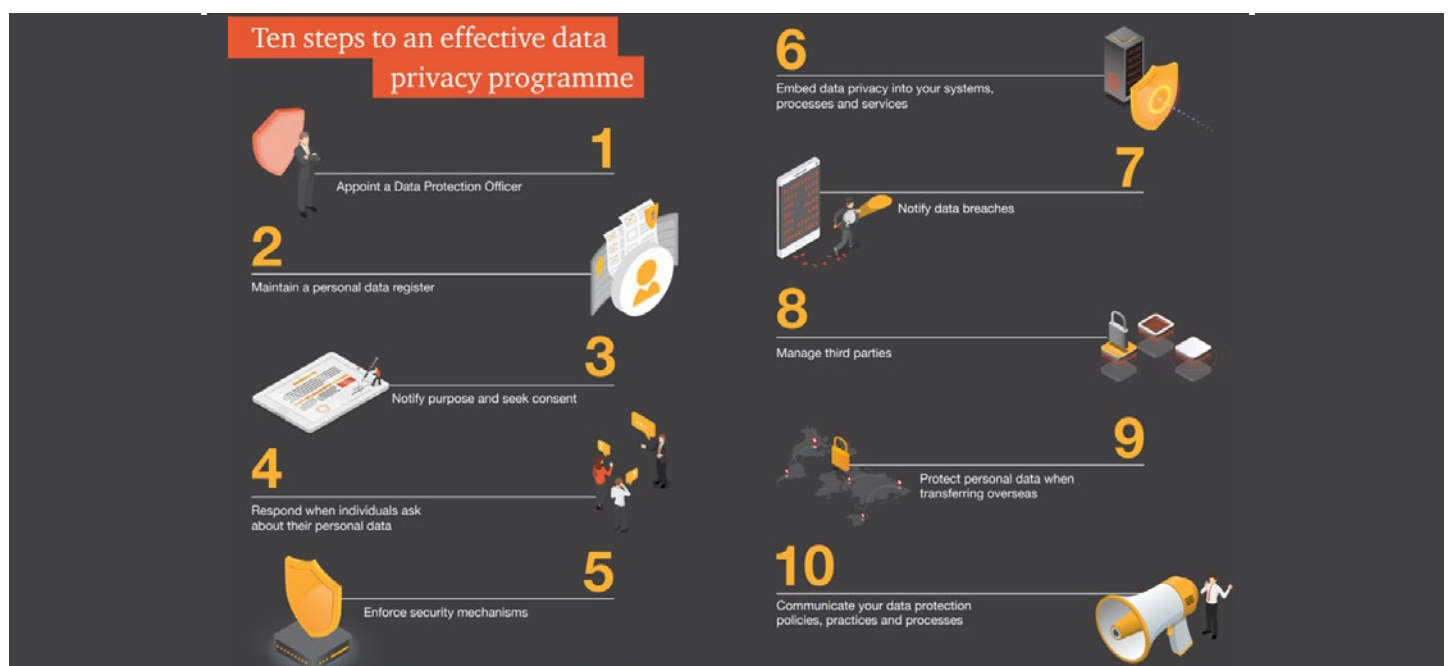 Ten steps to an effective data
privacy programme
1
Appoint a Data Protection Officer
2
Maintain a personal data register
3
Notify purpose and seek consent
4
Respond when individuals ask
about their personal data
5
Enforce security mechanisms
6
Embed data privacy into your systems,
processes and services
7
Notify data breaches
8
Manage third parties
9
Protect personal data when
transferring overseas
10
Communicate your data protection
policies, practices and processes